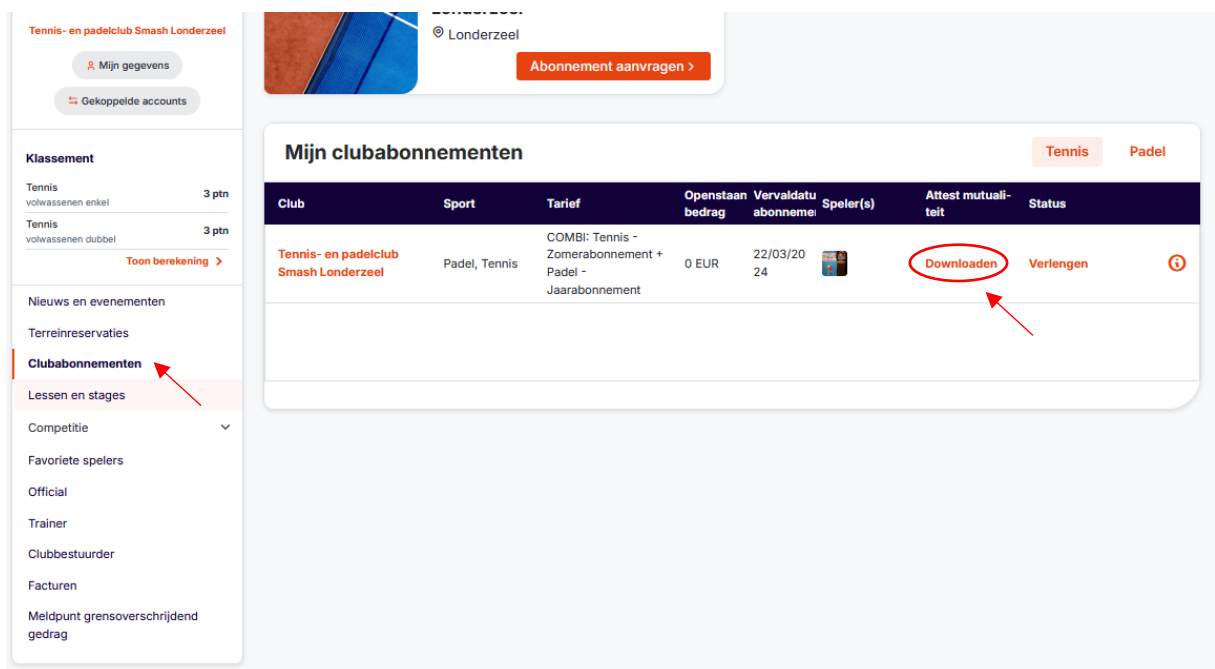 Tennis- en padelclub Smash Londerzeel
Mijn gegevens
Gekoppelde accounts
Klassement
Tennis
volwassenen enkel
3 ptn
Tennis
volwassenen dubbel
3 ptn
Toon berekening
Nieuws en evenementen
Terreinreservaties
Clubabonnementen
Lessen en stages
Competitie
Favoriete spelers
Official
Trainer
Clubbestuurder
Facturen
Meldpunt grensoverschrijdend
gedrag
Londerzeel
Abonnement aanvragen >
Mijn clubabonnementen
Tennis Padel
Club
Sport
Tarief
Openstaan
bedrag
Vervaldatu
abonnemei
Speler(s)
Attest mutuali-
teit
Status
Tennis- en padelclub
Smash Londerzeel
Padel, Tennis
COMBI: Tennis -
Zomerabonnement +
Padel -
Jaarabonnement
0 EUR
22/03/20
24
Downloaden
Verlengen